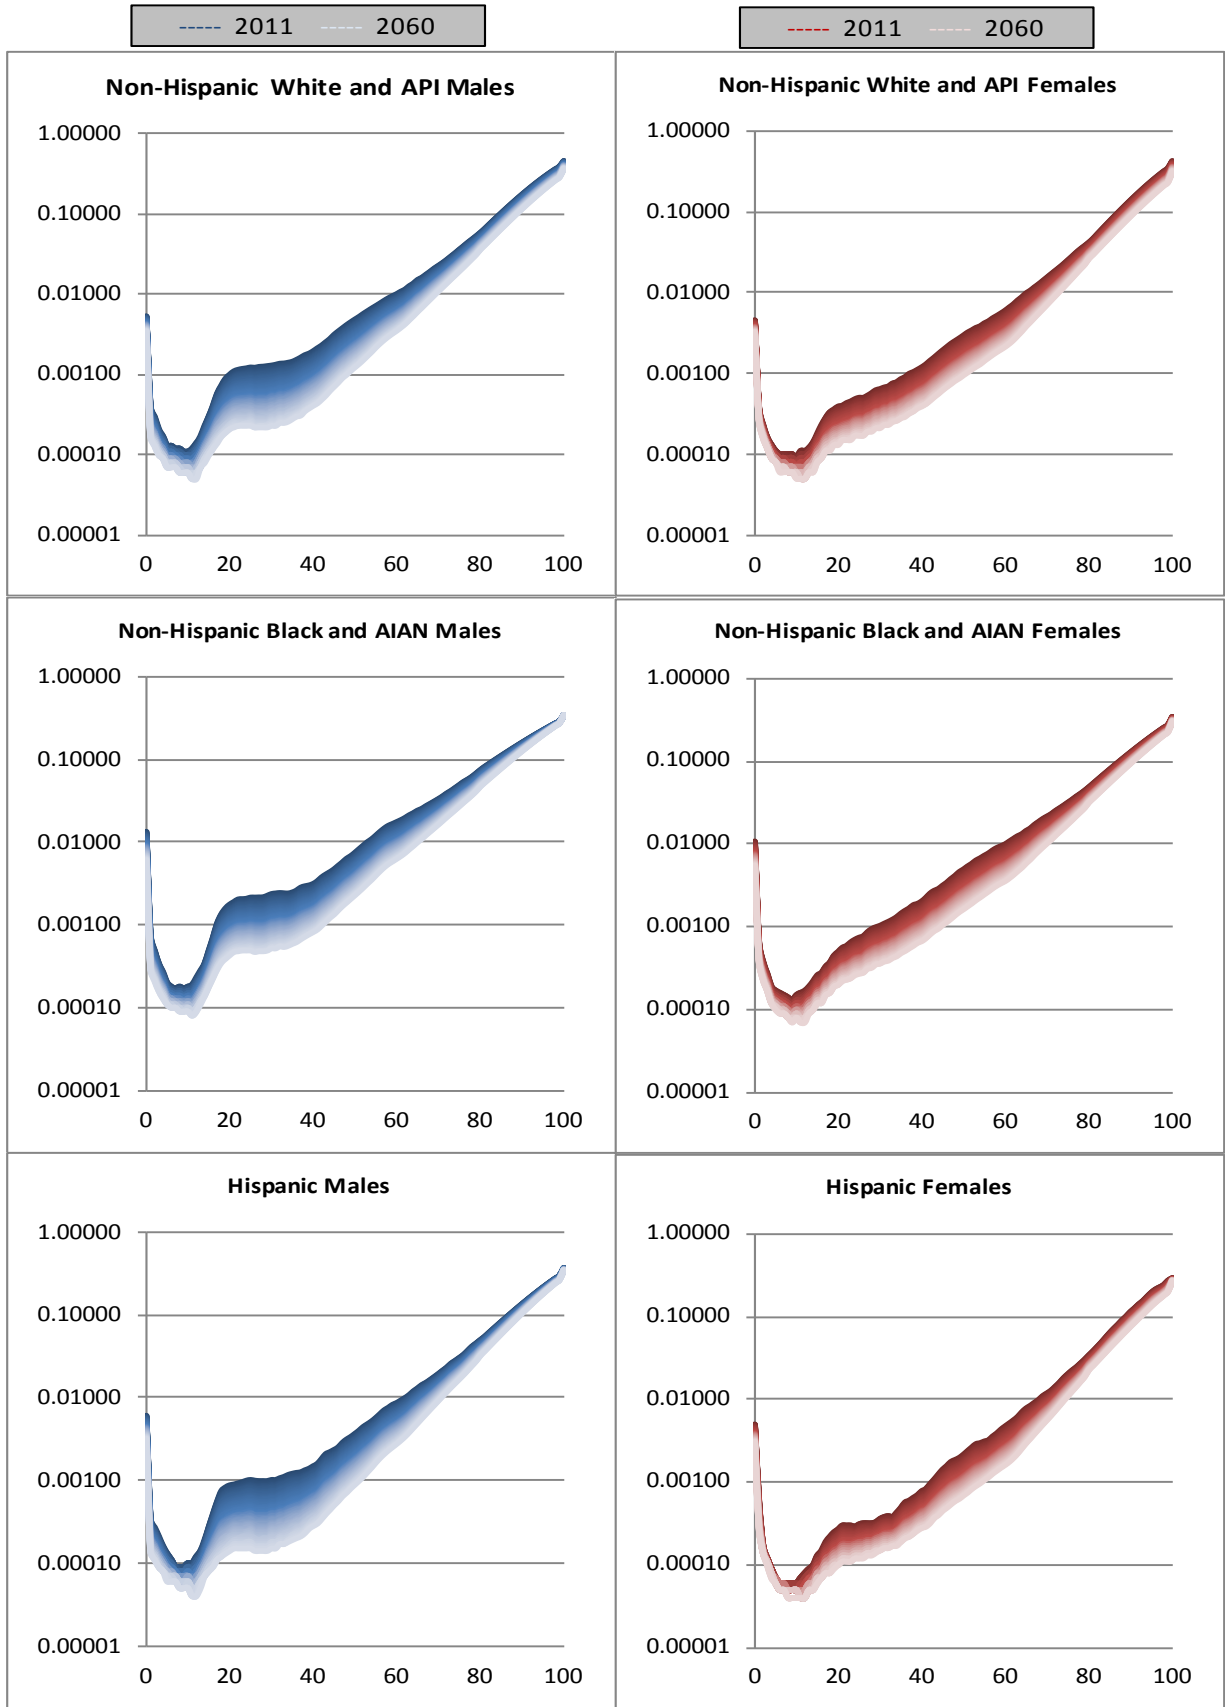 ----- 2011 ----- 2060
----- 2011 ----- 2060
Non-Hispanic White and API Males
1.00000
0.10000
0.01000
0.00100
0.00010
0.00001
0 20 40 60 80 100
Non-Hispanic White and API Females
1.00000
0.10000
0.01000
0.00100
0.00010
0.00001
0 20 40 60 80 100
Non-Hispanic Black and AIAN Males
1.00000
0.10000
0.01000
0.00100
0.00010
0.00001
0 20 40 60 80 100
Non-Hispanic Black and AIAN Females
1.00000
0.10000
0.01000
0.00100
0.00010
0.00001
0 20 40 60 80 100
Hispanic Males
1.00000
0.10000
0.01000
0.00100
0.00010
0.00001
0 20 40 60 80 100
Hispanic Females
1.00000
0.10000
0.01000
0.00100
0.00010
0.00001
0 20 40 60 80 100